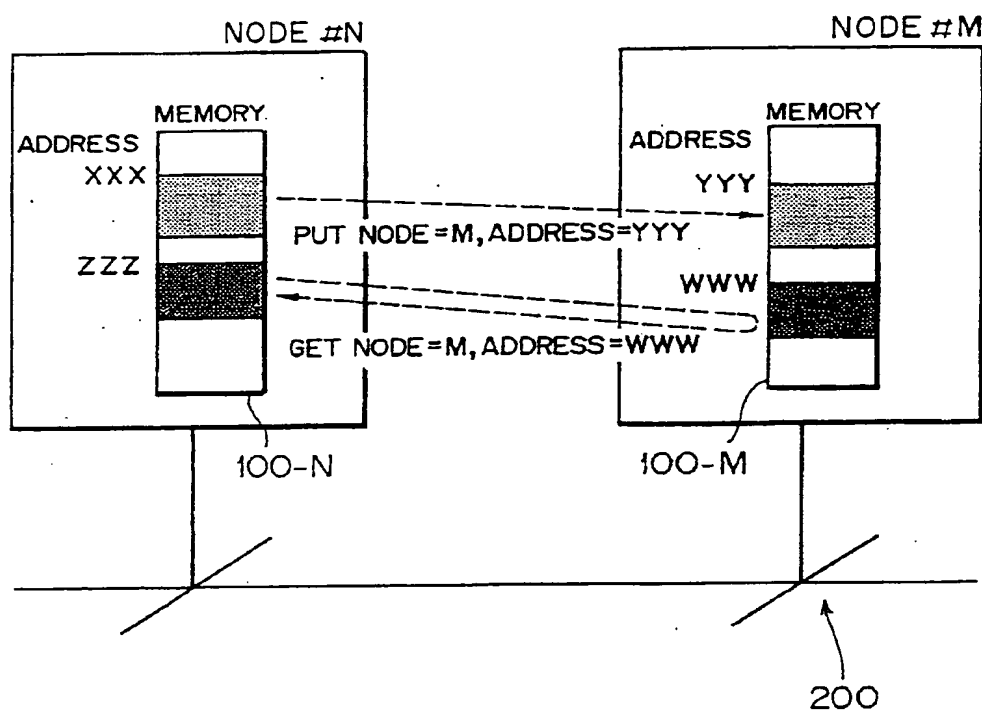 NODE #N
NODE #M
MEMORY
ADDRESS
XXX
ZZZ
MEMORY
ADDRESS
YYY
WWW
PUT NODE=M, ADDRESS=YYY
GET NODE=M, ADDRESS=WWW
100-N
100-M
200